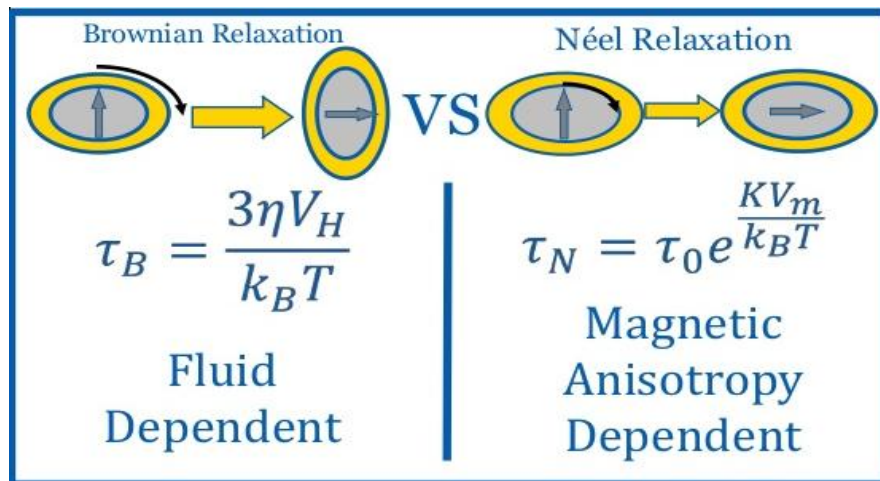 Brownian Relaxation
VS
Néel Relaxation
τ_B = 3ηV_H / k_BT
Fluid
Dependent
τ_N = τ_0 e^{KV_m / k_BT}
Magnetic
Anisotropy
Dependent